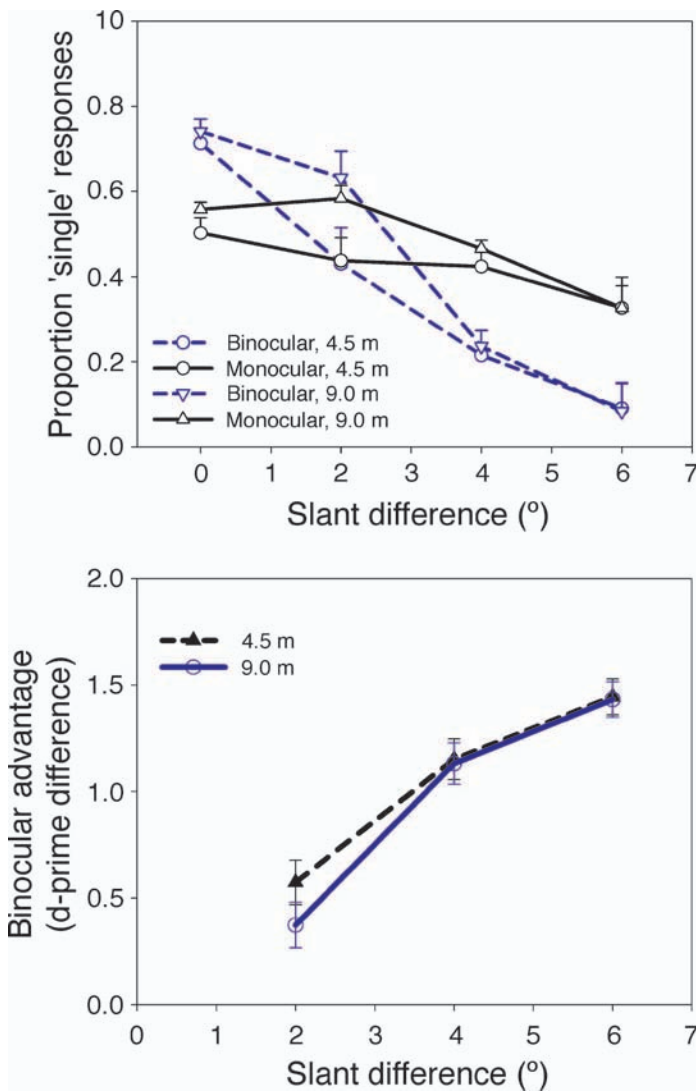 10
0.8
0.6
0.4
0.2
0.0
Proportion 'single' responses
Binocular, 4.5 m
Monocular, 4.5 m
Binocular, 9.0 m
Monocular, 9.0 m
0 1 2 3 4 5 6 7
Slant difference (º)
2.0
1.5
1.0
0.5
0.0
Binocular advantage
(d-prime difference)
4.5 m
9.0 m
0 1 2 3 4 5 6 7
Slant difference (º)